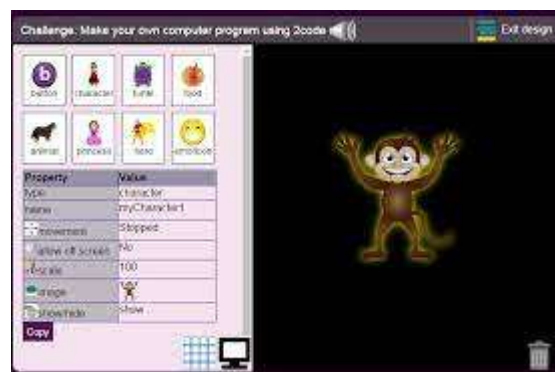 Challenge: Make your own computer program using 2code
Exit design
button character turtle food
animal princess hero emoticon
Property Value
type character
name myCharacter1
movement Stopped
allow off screen No
scale 100
image
show/hide show
Copy